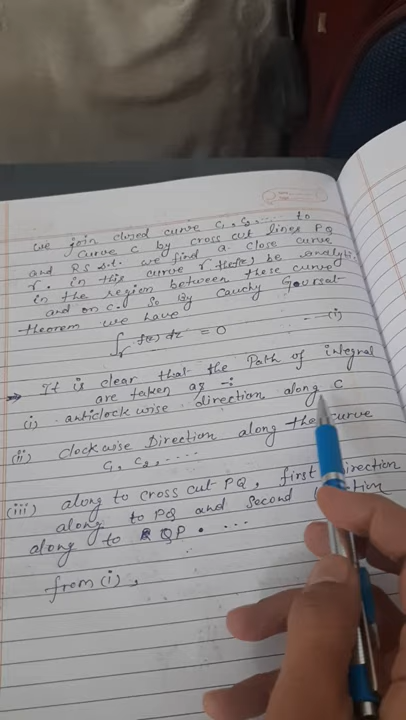 we join closed curve C₁, C₂, ...... to
curve C by cross cut lines PQ
and RS s.t. we find a close curve
r. in this curve r there, be analytic
in the region between these curve
and on C. So By Cauchy Goursat
theorem we have
∫r f(z) dz = 0 - - -(i)
It is clear that the Path of integral
are taken as -:
(i) anticlockwise direction along C
(ii) clockwise Direction along the curve
C₁, C₂, .....
(iii) along to cross cut PQ, first direction
along to PQ and second
along to QP. ...
from (i),